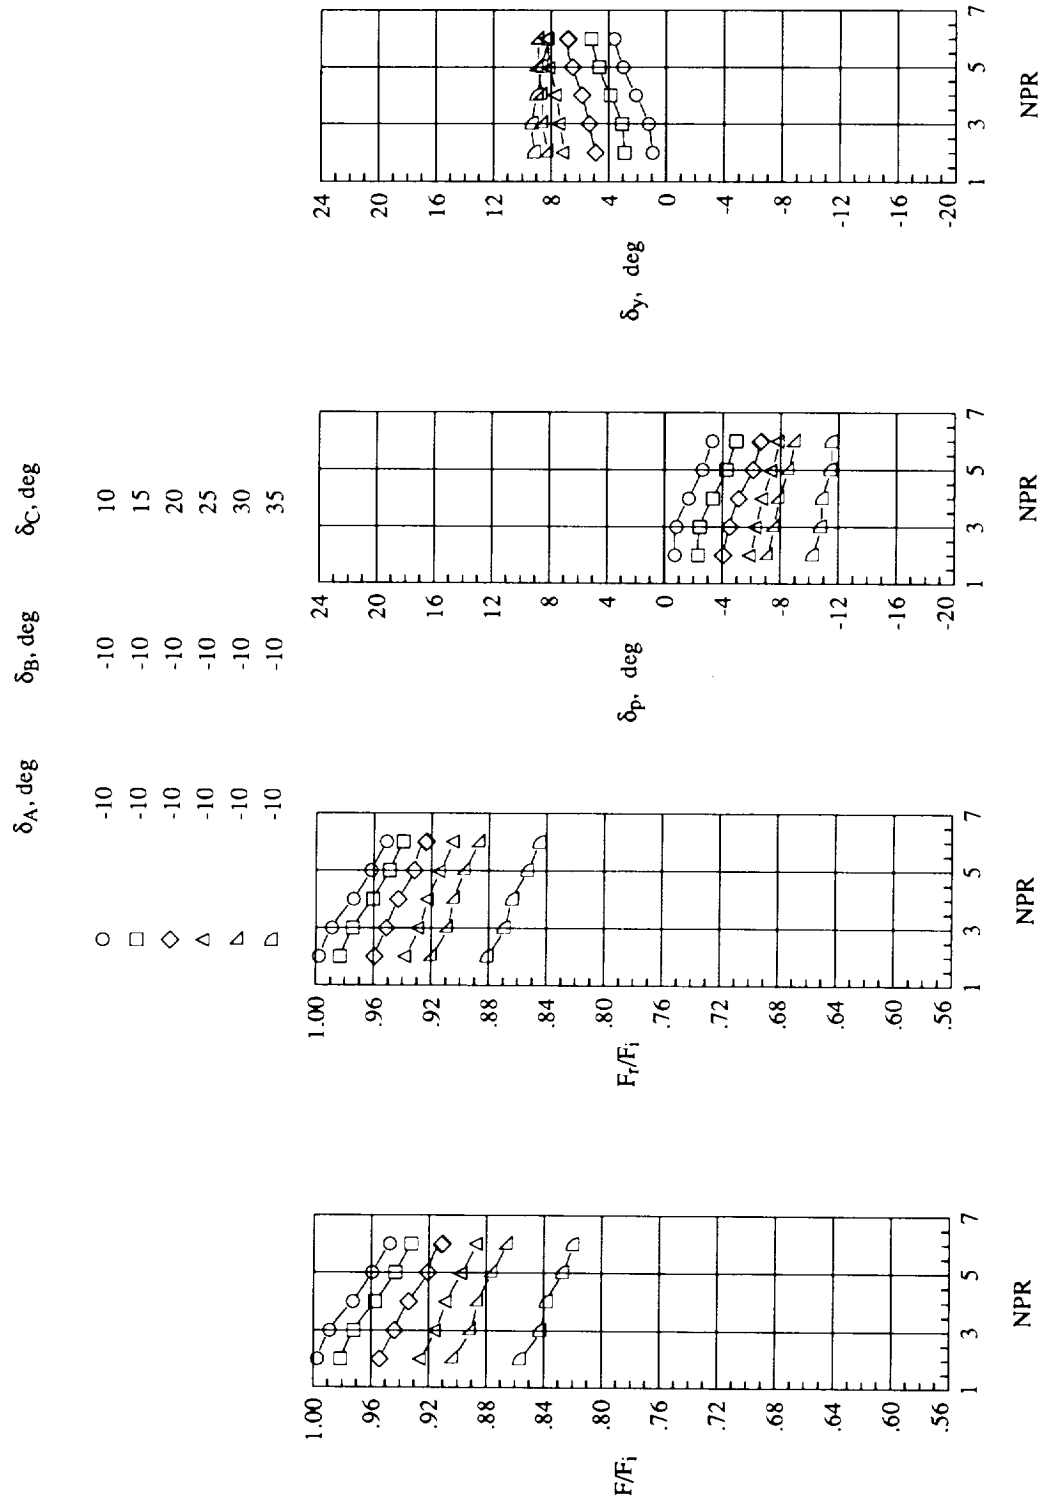 δA, deg δB, deg δC, deg
-10 -10 10
-10 -10 15
-10 -10 20
-10 -10 25
-10 -10 30
-10 -10 35
1.00
.96
.92
.88
.84
.80
.76
.72
.68
.64
.60
.56
F/Fi
1 3 5 7
NPR
1.00
.96
.92
.88
.84
.80
.76
.72
.68
.64
.60
.56
Fr/Fi
1 3 5 7
NPR
24
20
16
12
8
4
0
-4
-8
-12
-16
-20
δp, deg
1 3 5 7
NPR
24
20
16
12
8
4
0
-4
-8
-12
-16
-20
δy, deg
1 3 5 7
NPR